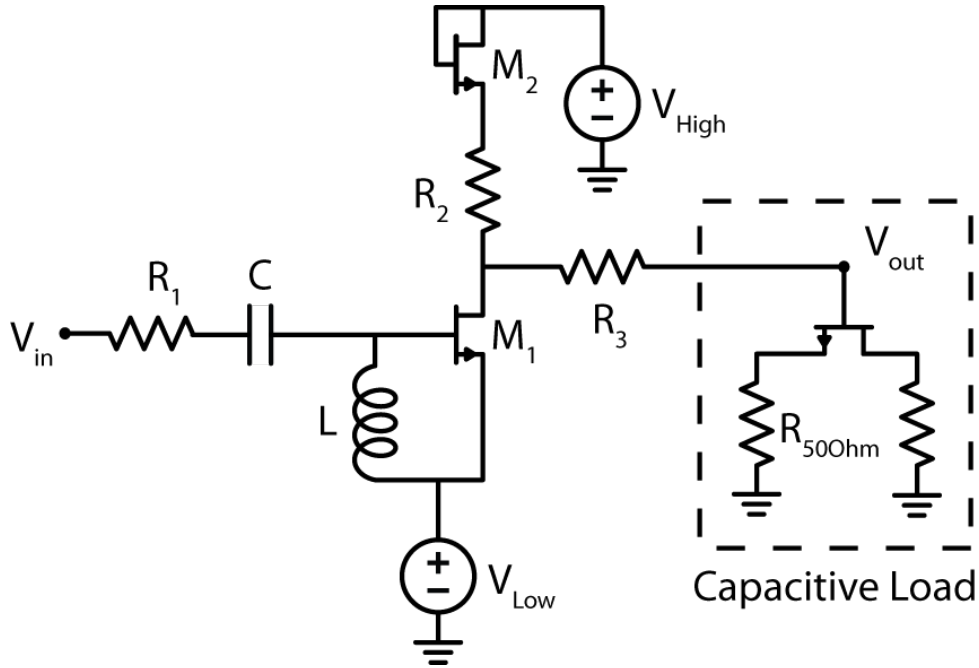 M2
+
−
VHigh
R2
Vout
R1
C
R3
Vin
M1
L
R50Ohm
+
−
VLow
Capacitive Load